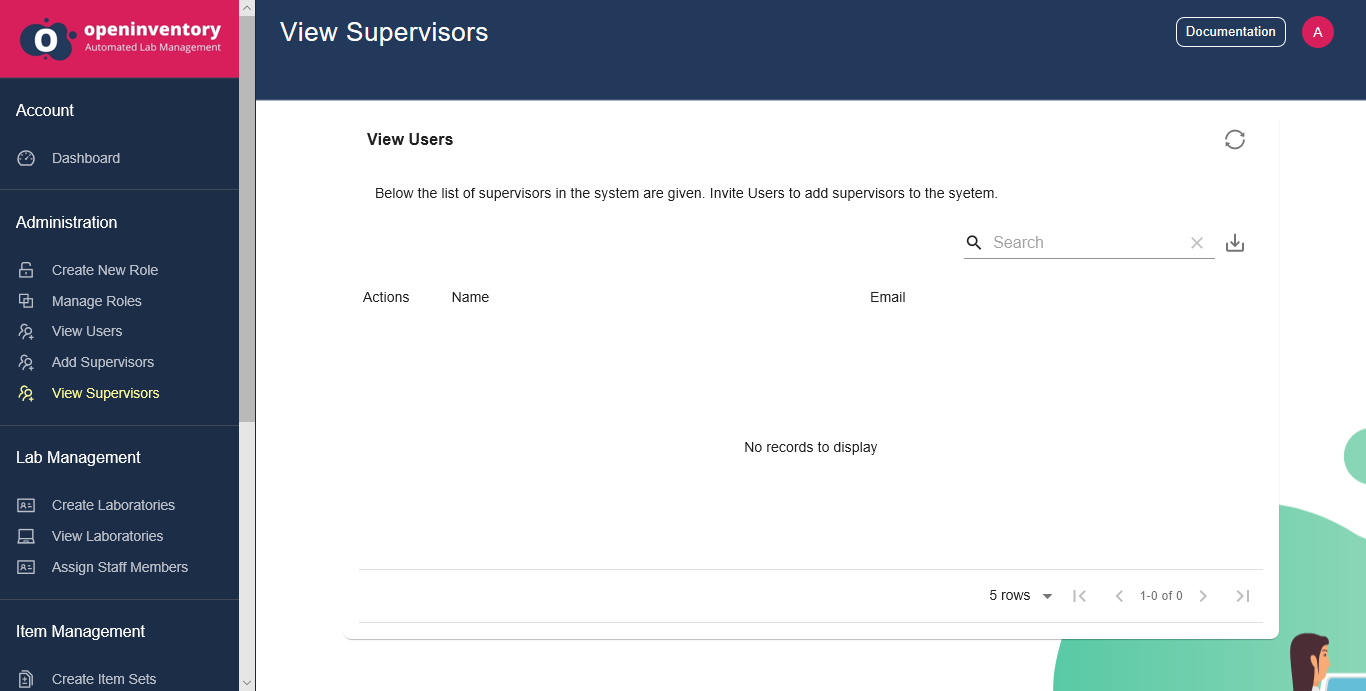 openinventory
Automated Lab Management
View Supervisors
Documentation
A
Account
Dashboard
Administration
Create New Role
Manage Roles
View Users
Add Supervisors
View Supervisors
Lab Management
Create Laboratories
View Laboratories
Assign Staff Members
Item Management
Create Item Sets
View Users
Below the list of supervisors in the system are given. Invite Users to add supervisors to the syetem.
Search
Actions Name Email
No records to display
5 rows 1-0 of 0